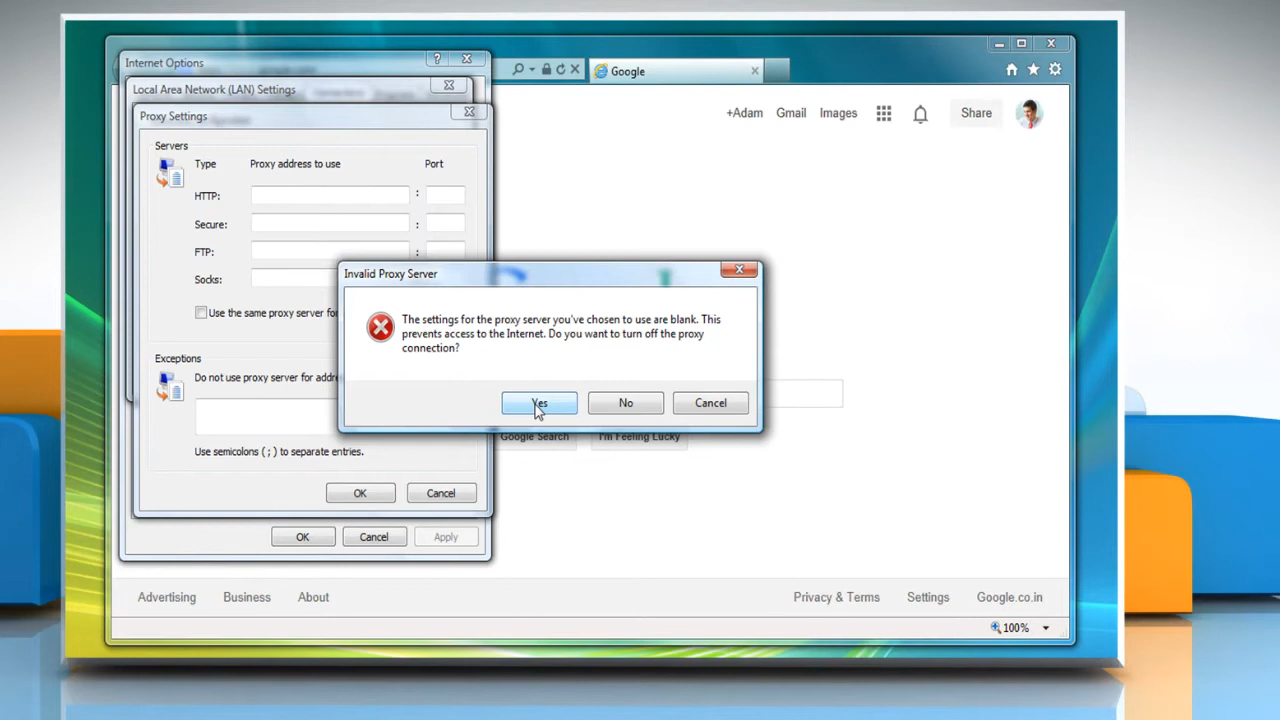 Internet Options
?
Google
Local Area Network (LAN) Settings
Proxy Settings
+Adam Gmail Images Share
Servers
Type Proxy address to use Port
HTTP: :
Secure: :
FTP: :
Socks:
Use the same proxy server for
Invalid Proxy Server
The settings for the proxy server you've chosen to use are blank. This
prevents access to the Internet. Do you want to turn off the proxy
connection?
Yes No Cancel
Exceptions
Do not use proxy server for addre
Use semicolons ( ; ) to separate entries.
Google Search I'm Feeling Lucky
OK Cancel
OK Cancel Apply
Advertising Business About Privacy & Terms Settings Google.co.in
100%